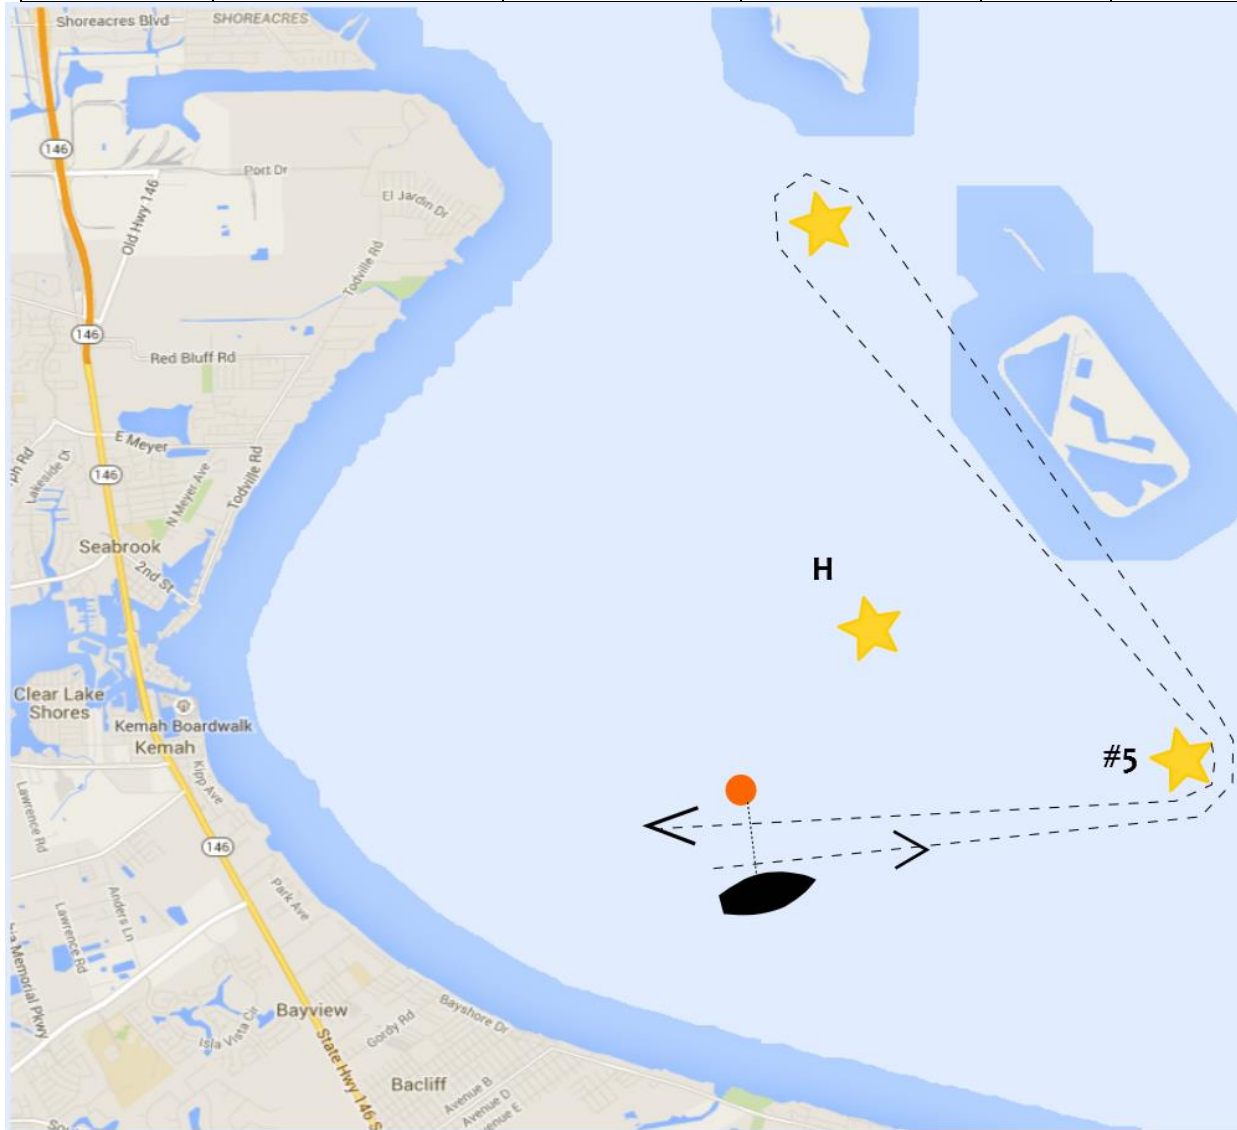 Shoreacres Blvd
SHOREACRES
146
Port Dr
El Jardin Dr
Old Hwy 146
Todville Rd
146
Red Bluff Rd
E Meyer
Lakeside Dr
146
N Meyer Ave
Todville Rd
Seabrook
2nd St
H
Clear Lake
Shores
Kemah Boardwalk
Kemah
#5
Kipp Ave
Lawrence Rd
146
Park Ave
Anders Ln
Lawrence Rd
Memorial Pkwy
Bayview
Isla Vista Cir
Gordy Rd
Bayshore Dr
State Hwy 146 S
Bacliff
Avenue B
Avenue D
Avenue E